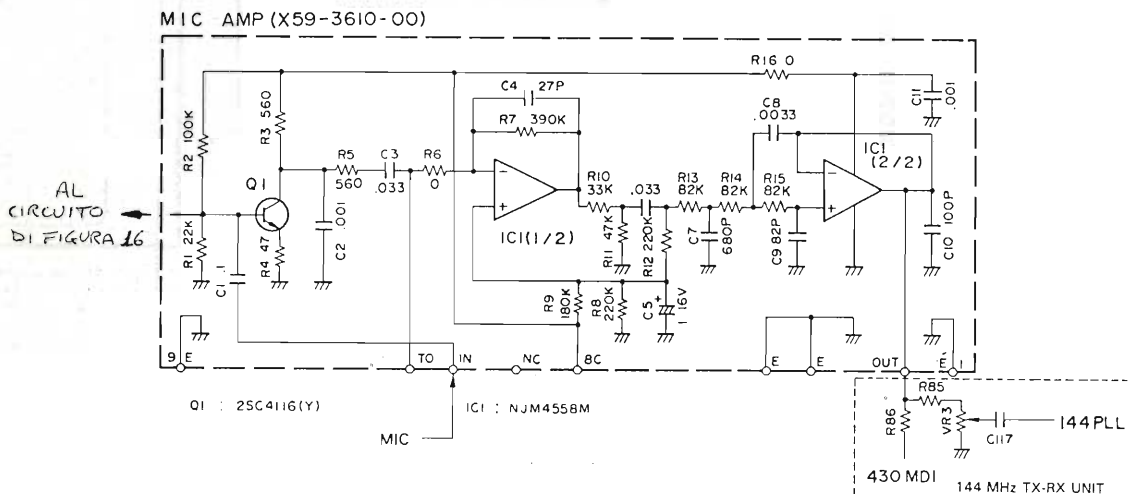 MIC AMP (X59-3610-00)
R16 0
C4 27P
R7 390K
C8
.0033
C11
.001
R2 100K
R3 560
IC1
(2/2)
AL
CIRCUITO
DI FIGURA 16
Q1
R5
560
C3
.033
R6
0
R10
33K
.033
R13
82K
R14
82K
R15
82K
C10 100P
R1 22K
C1 .1
R4 47
C2 .001
IC1(1/2)
R11 47K
R12 220K
C7
680P
C9 82P
R9
180K
R8
220K
C5
1 16V
9 E
TO
IN
NC
8C
E
E
OUT
E
1
Q1 : 2SC4116(Y)
IC1 : NJM4558M
MIC
R85
R86
VR3
C117
144PLL
430 MDI
144 MHz TX-RX UNIT